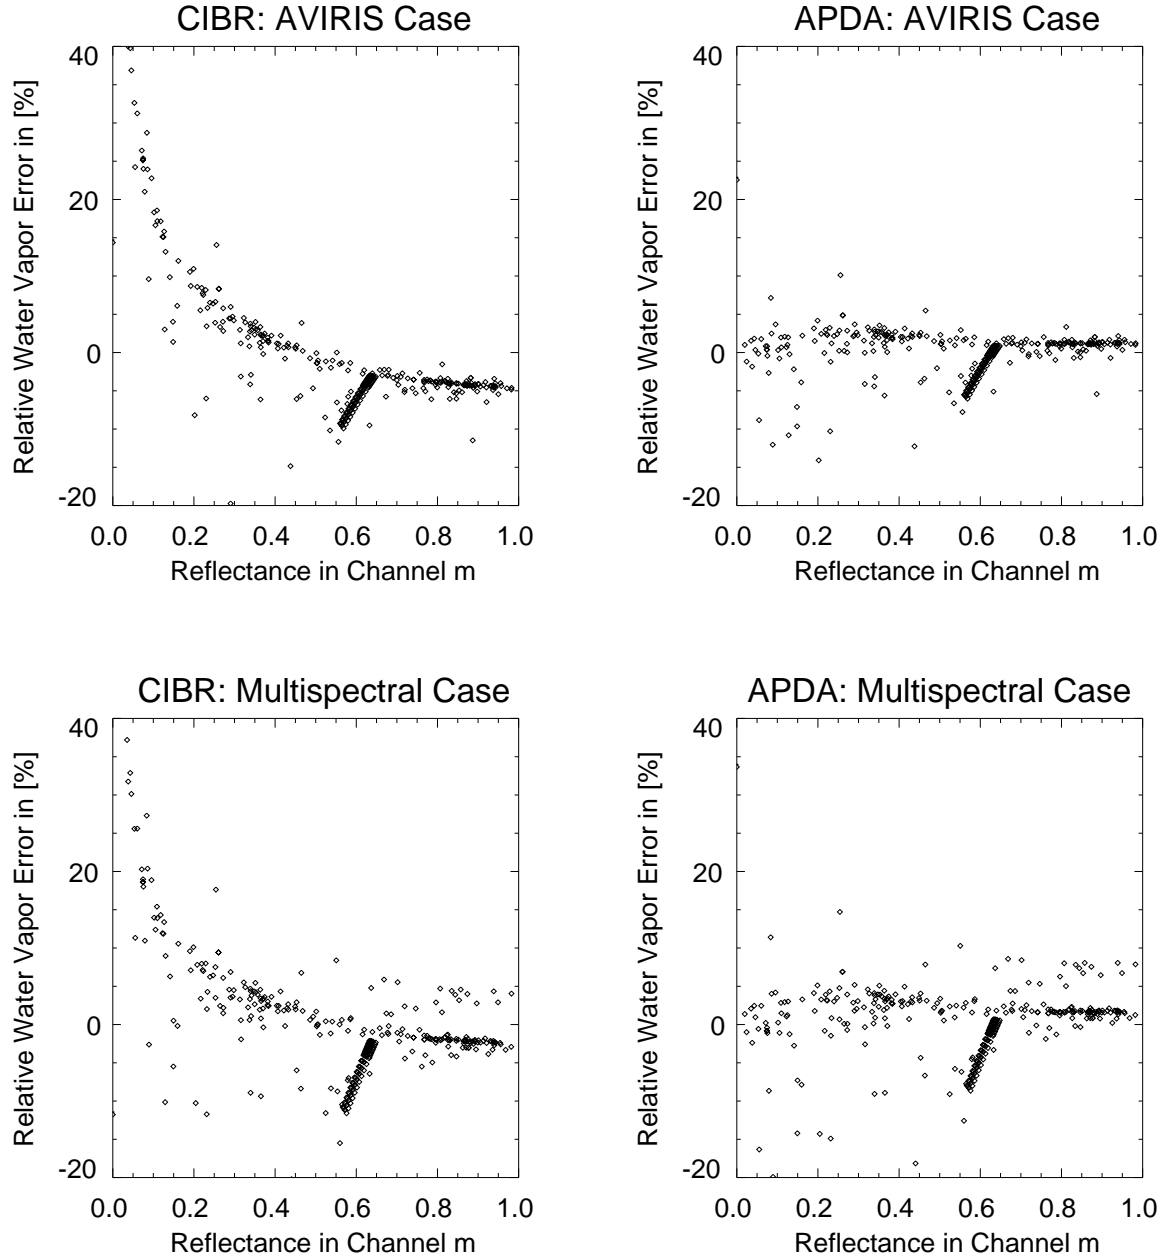 CIBR: AVIRIS Case
Relative Water Vapor Error in [%]
40
20
0
-20
0.0 0.2 0.4 0.6 0.8 1.0
Reflectance in Channel m
APDA: AVIRIS Case
Relative Water Vapor Error in [%]
40
20
0
-20
0.0 0.2 0.4 0.6 0.8 1.0
Reflectance in Channel m
CIBR: Multispectral Case
Relative Water Vapor Error in [%]
40
20
0
-20
0.0 0.2 0.4 0.6 0.8 1.0
Reflectance in Channel m
APDA: Multispectral Case
Relative Water Vapor Error in [%]
40
20
0
-20
0.0 0.2 0.4 0.6 0.8 1.0
Reflectance in Channel m